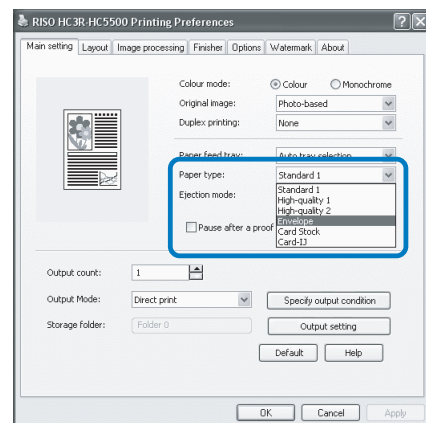 RISO HC3R-HC5500 Printing Preferences
Main setting Layout Image processing Finisher Options Watermark About
Colour mode: Colour Monochrome
Original image: Photo-based
Duplex printing: None
Paper feed tray: Auto tray selection
Paper type: Standard 1
Ejection mode:
Standard 1
High-quality 1
High-quality 2
Envelope
Card Stock
Card-IJ
Pause after a proof
Output count: 1
Output Mode: Direct print Specify output condition
Storage folder: Folder 0 Output setting
Default Help
OK Cancel Apply